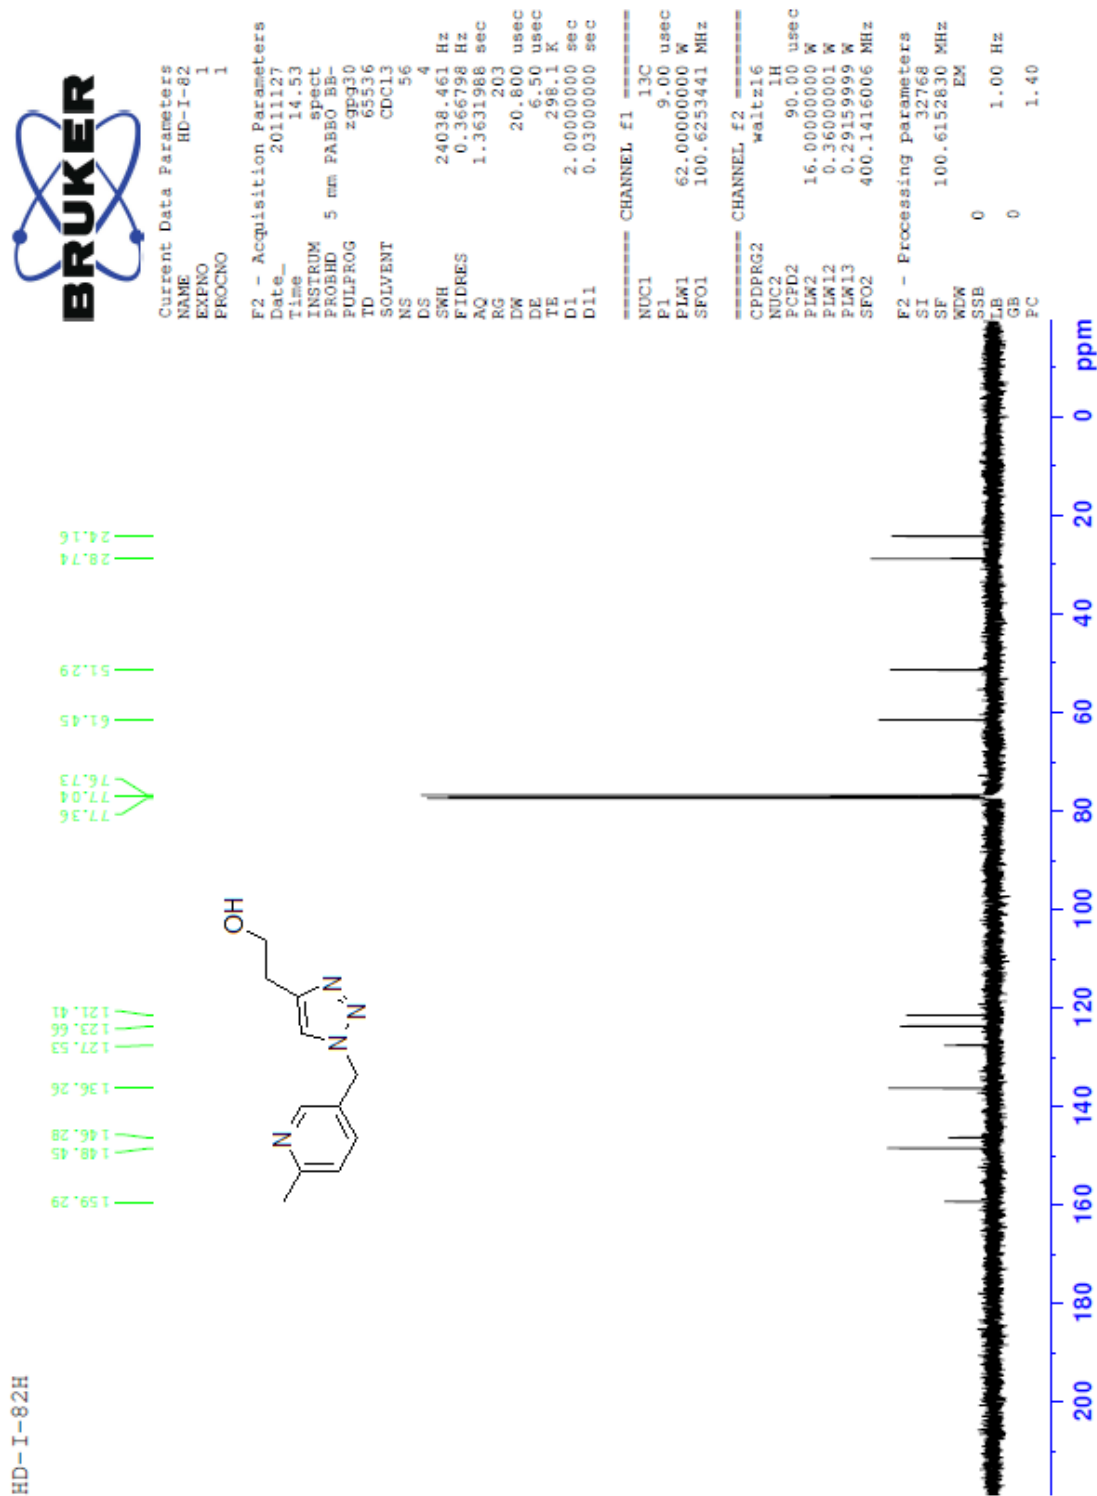 HD-I-82H
BRUKER
Current Data Parameters
NAME HD-I-82
EXPNO 1
PROCNO 1
F2 - Acquisition Parameters
Date_ 20111127
Time 14.53
INSTRUM spect
PROBHD 5 mm PABBO BB-
PULPROG zgpg30
TD 65536
SOLVENT CDCl3
NS 56
DS 4
SWH 24038.461 Hz
FIDRES 0.366798 Hz
AQ 1.3631988 sec
RG 203
DW 20.800 usec
DE 6.50 usec
TE 298.1 K
D1 2.00000000 sec
D11 0.03000000 sec
======== CHANNEL f1 ========
NUC1 13C
P1 9.00 usec
PLW1 62.00000000 W
SFO1 100.6253441 MHz
======== CHANNEL f2 ========
CPDPRG2 waltz16
NUC2 1H
PCPD2 90.00 usec
PLW2 16.00000000 W
PLW12 0.36000001 W
PLW13 0.29159999 W
SFO2 400.1416006 MHz
F2 - Processing parameters
SI 32768
SF 100.6152830 MHz
WDW EM
SSB 0
LB 1.00 Hz
GB 0
PC 1.40
159.29
148.45
146.28
136.26
127.53
123.66
121.41
77.36
77.04
76.73
61.45
51.29
28.74
24.16
OH
N
N
N
N
200 180 160 140 120 100 80 60 40 20 0 ppm